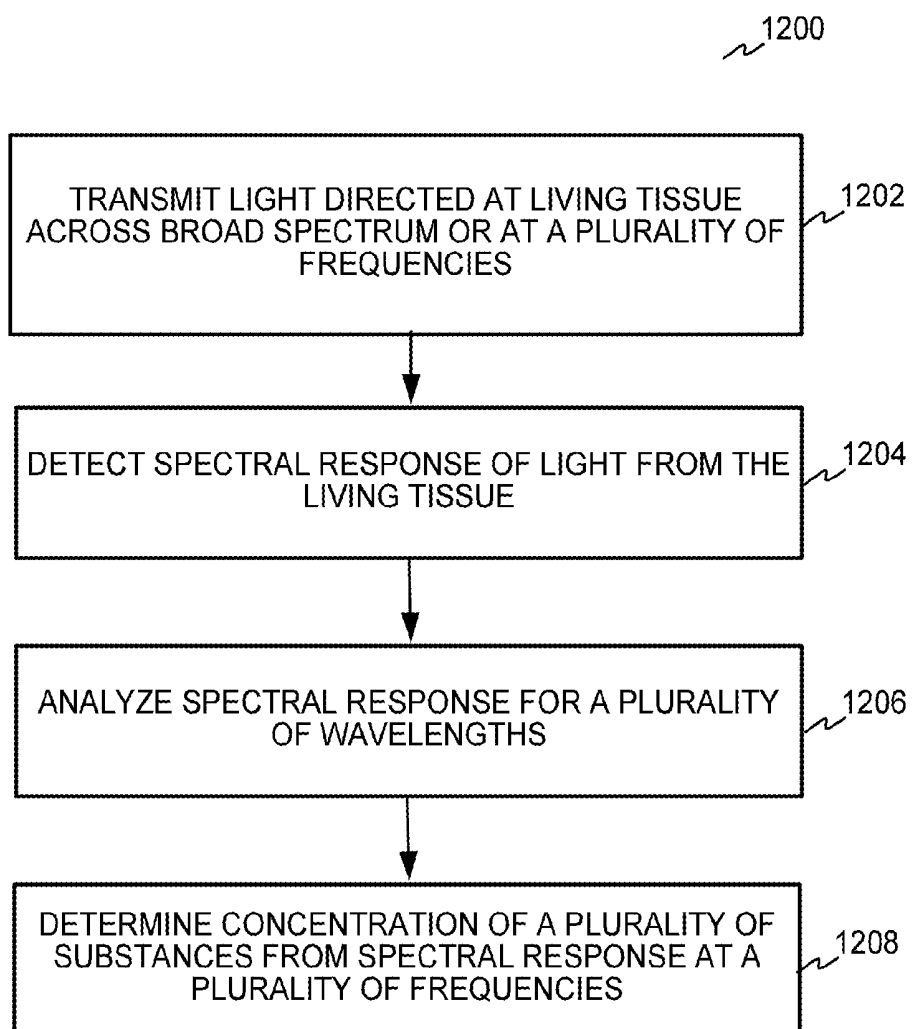 1200
TRANSMIT LIGHT DIRECTED AT LIVING TISSUE
ACROSS BROAD SPECTRUM OR AT A PLURALITY OF
FREQUENCIES
1202
DETECT SPECTRAL RESPONSE OF LIGHT FROM THE
LIVING TISSUE
1204
ANALYZE SPECTRAL RESPONSE FOR A PLURALITY
OF WAVELENGTHS
1206
DETERMINE CONCENTRATION OF A PLURALITY OF
SUBSTANCES FROM SPECTRAL RESPONSE AT A
PLURALITY OF FREQUENCIES
1208